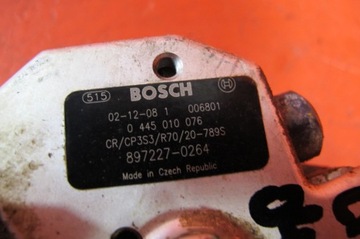 515 BOSCH
02-12-08 1 006801
0 445 010 076
CR/CP3S3/R70/20-789S
897227-0264
Made in Czech Republic